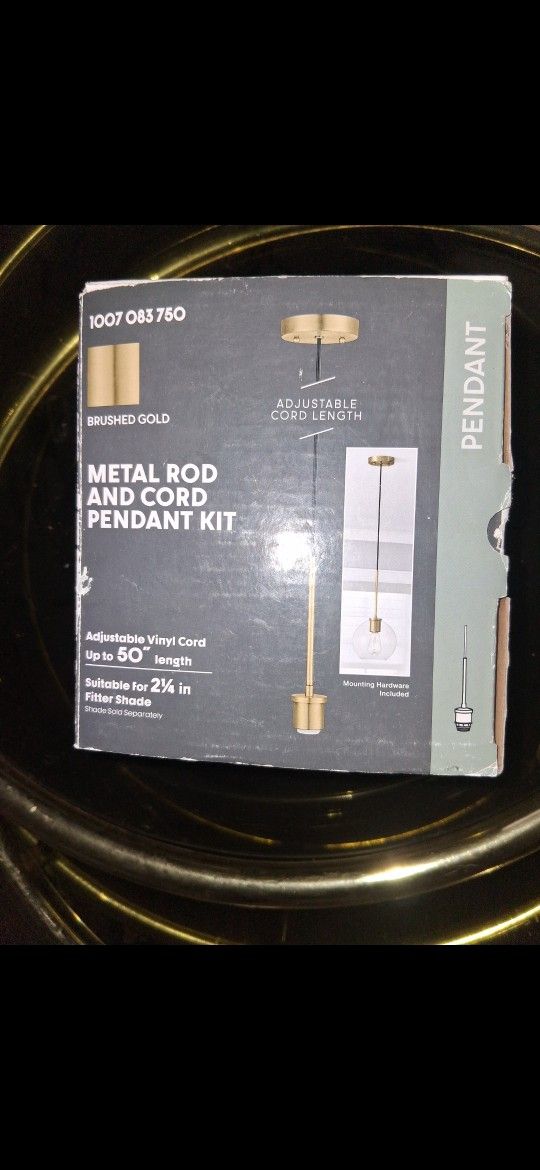 1007 083 750
BRUSHED GOLD
METAL ROD
AND CORD
PENDANT KIT
Adjustable Vinyl Cord
Up to 50″ length
Suitable for 2¼ in
Fitter Shade
Shade Sold Separately
ADJUSTABLE
CORD LENGTH
Mounting Hardware
Included
PENDANT